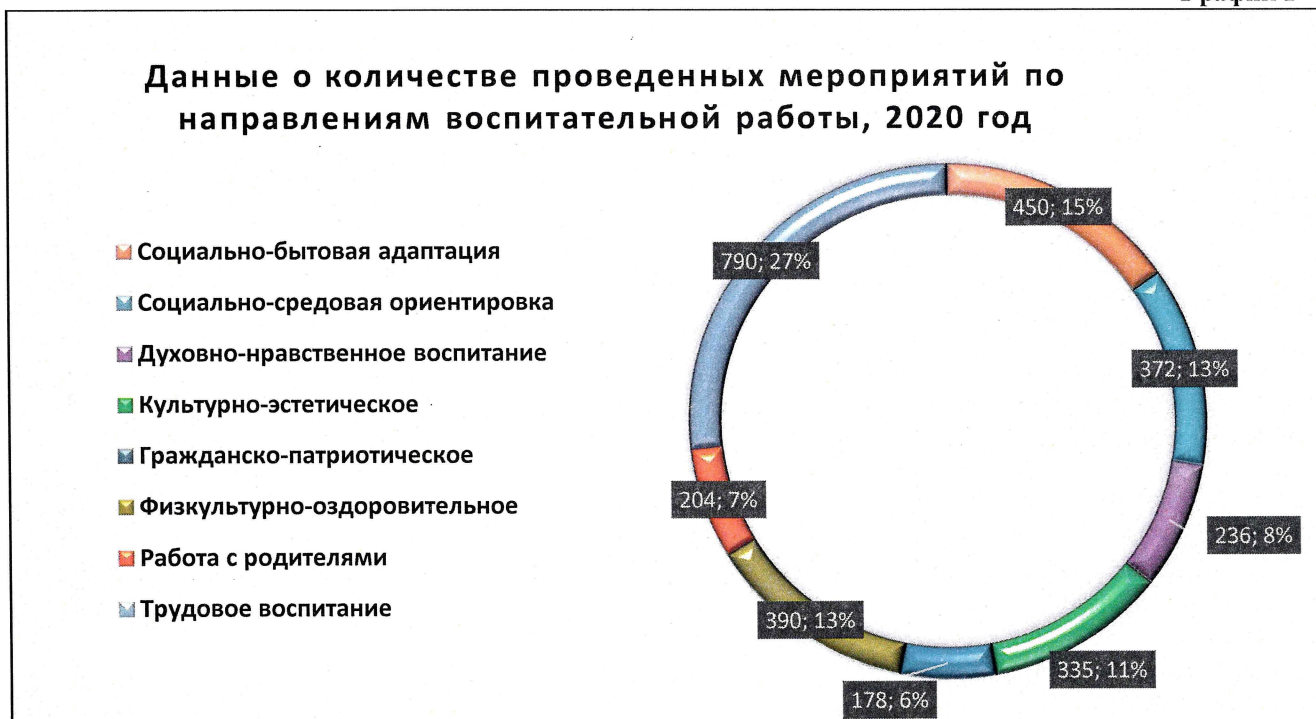 Данные о количестве проведенных мероприятий по
направлениям воспитательной работы, 2020 год
Социально-бытовая адаптация
Социально-средовая ориентировка
Духовно-нравственное воспитание
Культурно-эстетическое
Гражданско-патриотическое
Физкультурно-оздоровительное
Работа с родителями
Трудовое воспитание
450; 15%
372; 13%
236; 8%
335; 11%
178; 6%
390; 13%
204; 7%
790; 27%